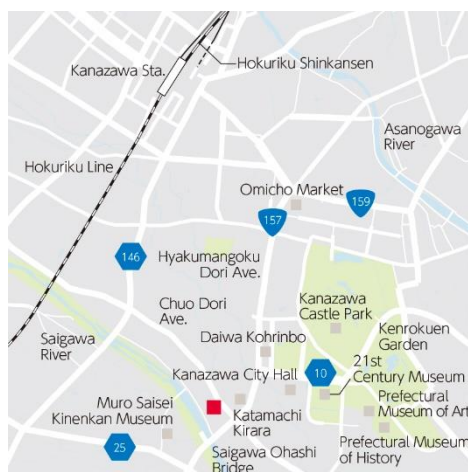 Kanazawa Sta.
Hokuriku Shinkansen
Asanogawa
River
Hokuriku Line
Omicho Market
159
157
146
Hyakumangoku
Dori Ave.
Chuo Dori
Ave.
Kanazawa
Castle Park
Saigawa
River
Daiwa Kohrinbo
Kenrokuen
Garden
Kanazawa City Hall
10
21st
Century Museum
Muro Saisei
Kinenkan Museum
Katamachi
Kirara
Prefectural
Museum of Art
25
Saigawa Ohashi
Bridge
Prefectural Museum
of History